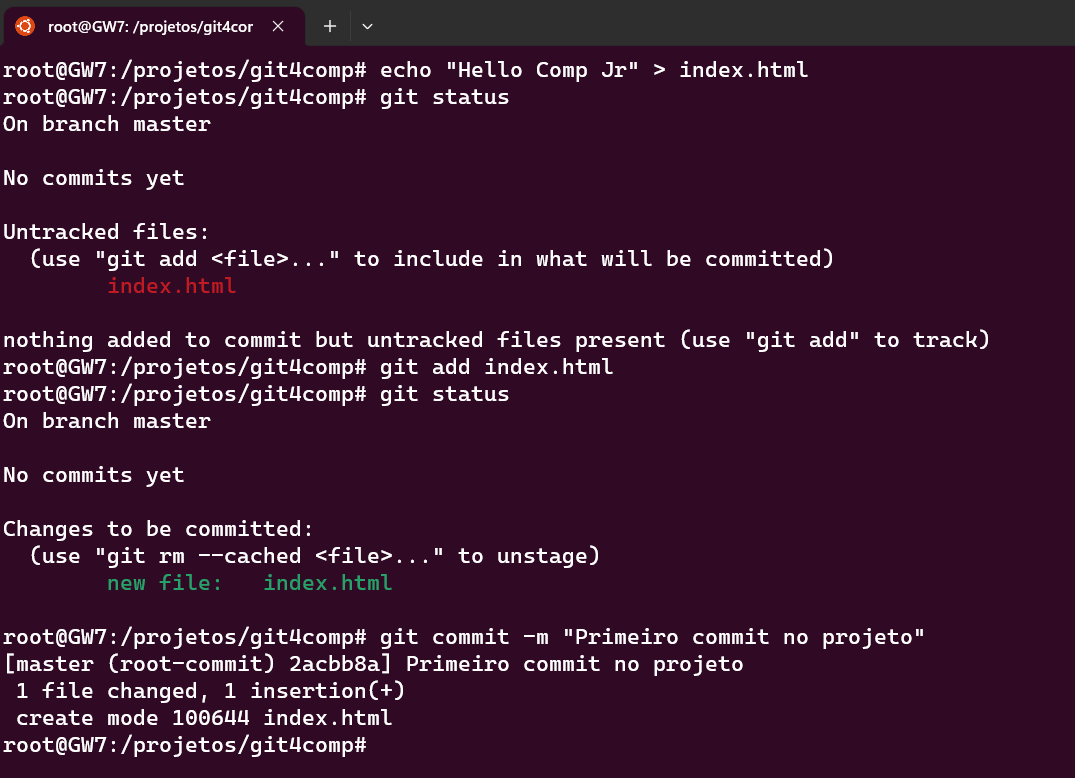 root@GW7: /projetos/git4cor
root@GW7:/projetos/git4comp# echo "Hello Comp Jr" > index.html
root@GW7:/projetos/git4comp# git status
On branch master
No commits yet
Untracked files:
  (use "git add <file>..." to include in what will be committed)
        index.html
nothing added to commit but untracked files present (use "git add" to track)
root@GW7:/projetos/git4comp# git add index.html
root@GW7:/projetos/git4comp# git status
On branch master
No commits yet
Changes to be committed:
  (use "git rm --cached <file>..." to unstage)
        new file:   index.html
root@GW7:/projetos/git4comp# git commit -m "Primeiro commit no projeto"
[master (root-commit) 2acbb8a] Primeiro commit no projeto
 1 file changed, 1 insertion(+)
 create mode 100644 index.html
root@GW7:/projetos/git4comp#